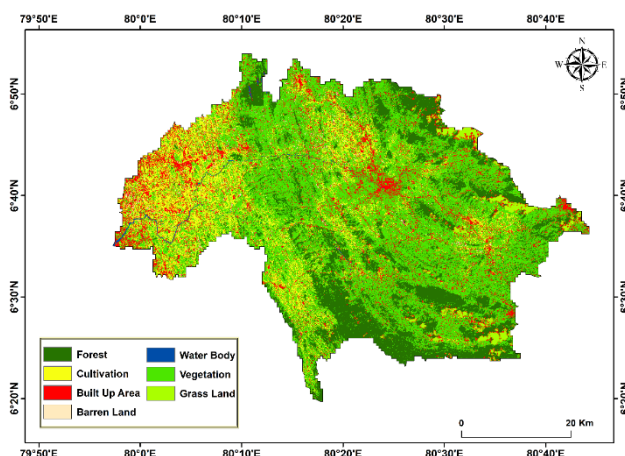 79°50'E 80°0'E 80°10'E 80°20'E 80°30'E 80°40'E
N
W E
S
6°50'N 6°50'N
6°40'N 6°40'N
6°30'N 6°30'N
6°20'N 6°20'N
Forest Water Body
Cultivation Vegetation
Built Up Area Grass Land
Barren Land
0 20 Km
79°50'E 80°0'E 80°10'E 80°20'E 80°30'E 80°40'E